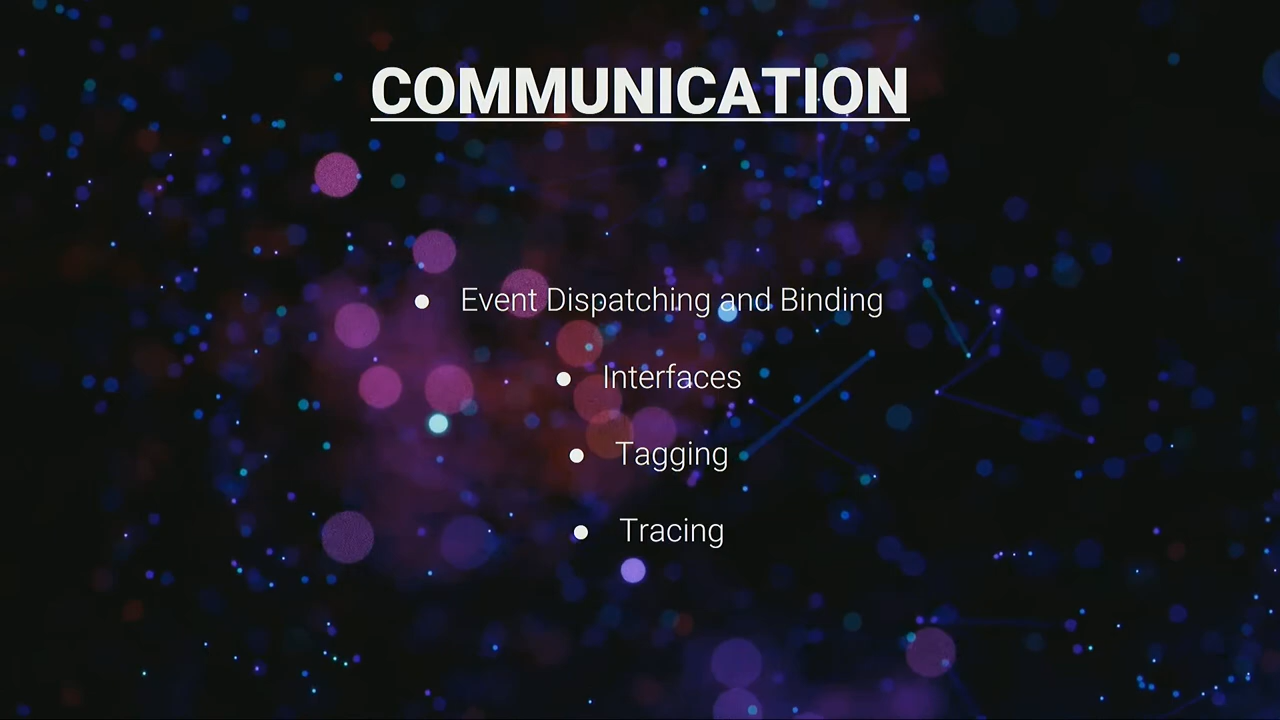 COMMUNICATION
• Event Dispatching and Binding
• Interfaces
• Tagging
• Tracing